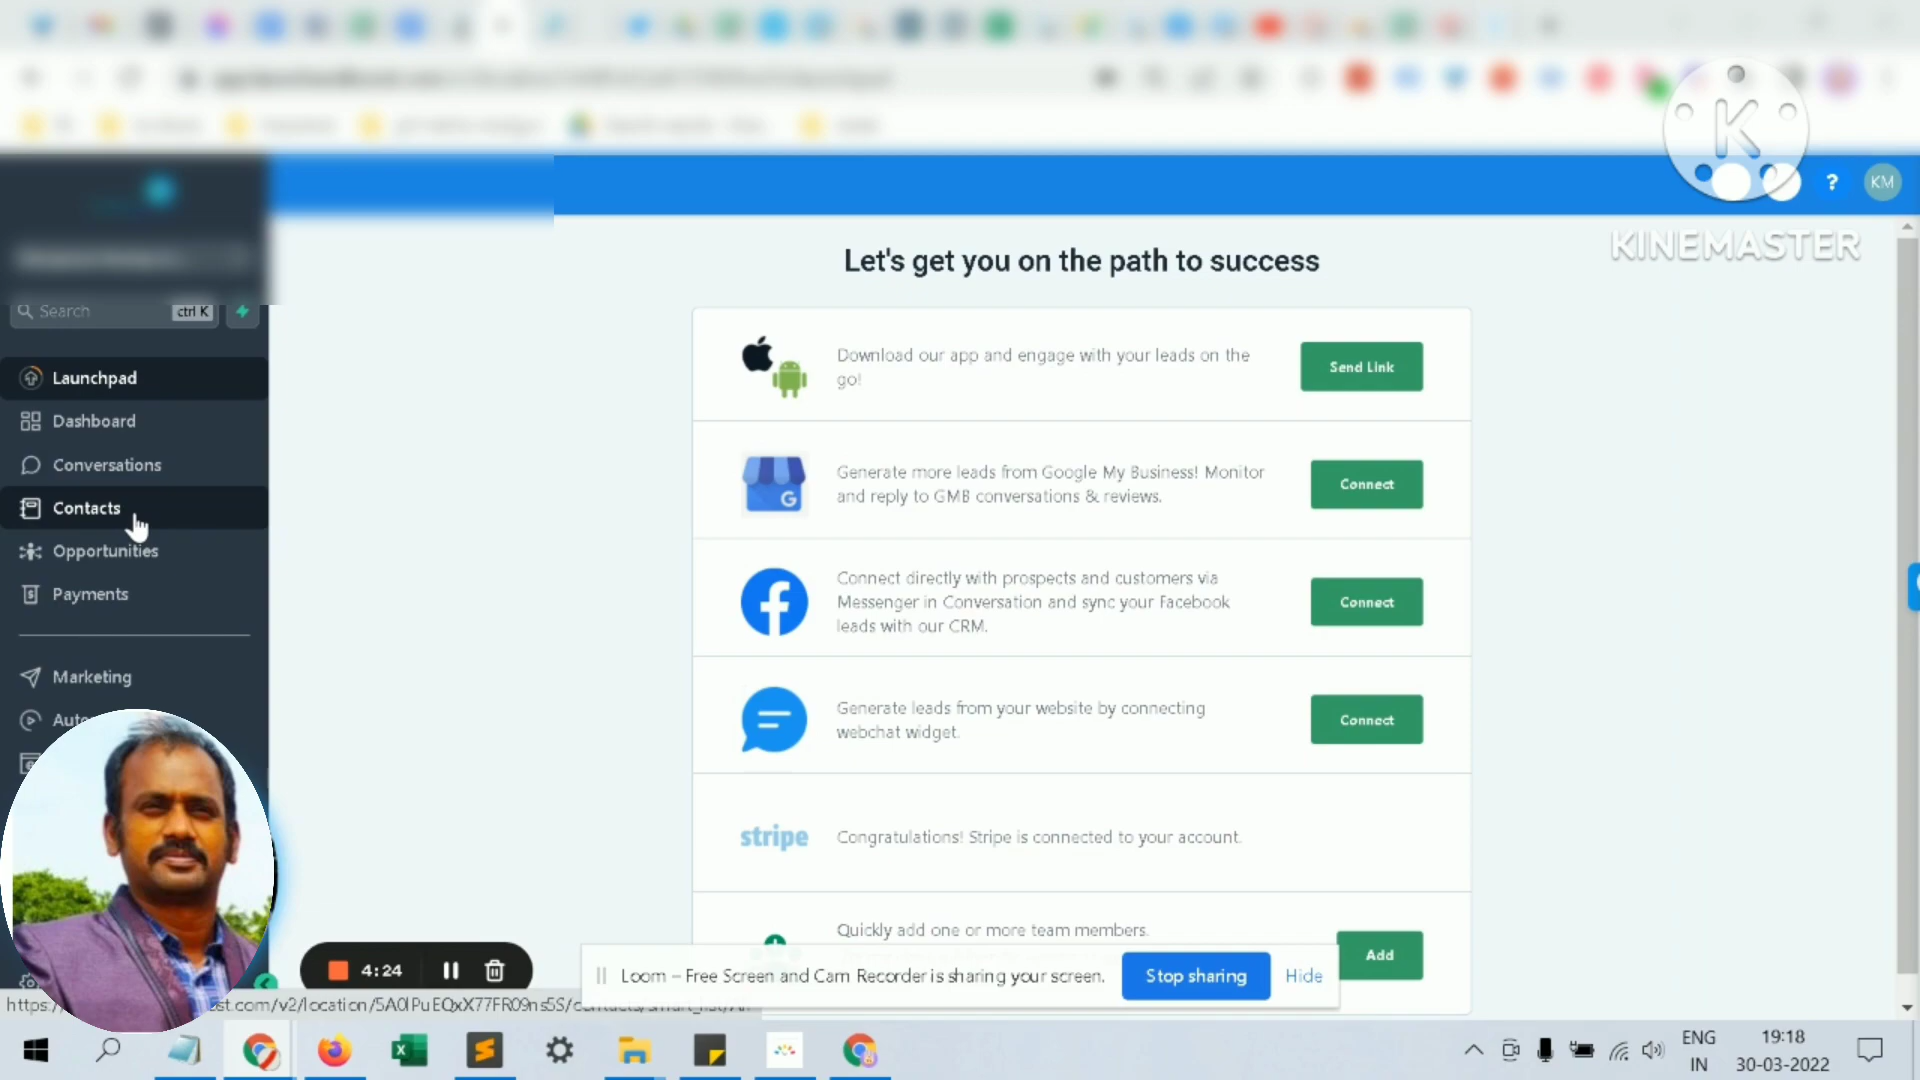 K
KINEMASTER
?
KM
Search
ctrl K
Launchpad
Dashboard
Conversations
Contacts
Opportunities
Payments
Marketing
Let's get you on the path to success
Download our app and engage with your leads on the
go!
Send Link
Generate more leads from Google My Business! Monitor
and reply to GMB conversations & reviews.
Connect
Connect directly with prospects and customers via
Messenger in Conversation and sync your Facebook
leads with our CRM.
Connect
Generate leads from your website by connecting
webchat widget.
Connect
stripe
Congratulations! Stripe is connected to your account.
Quickly add one or more team members.
Add
4:24
Loom – Free Screen and Cam Recorder is sharing your screen.
Stop sharing
Hide
ENG
IN
19:18
30-03-2022